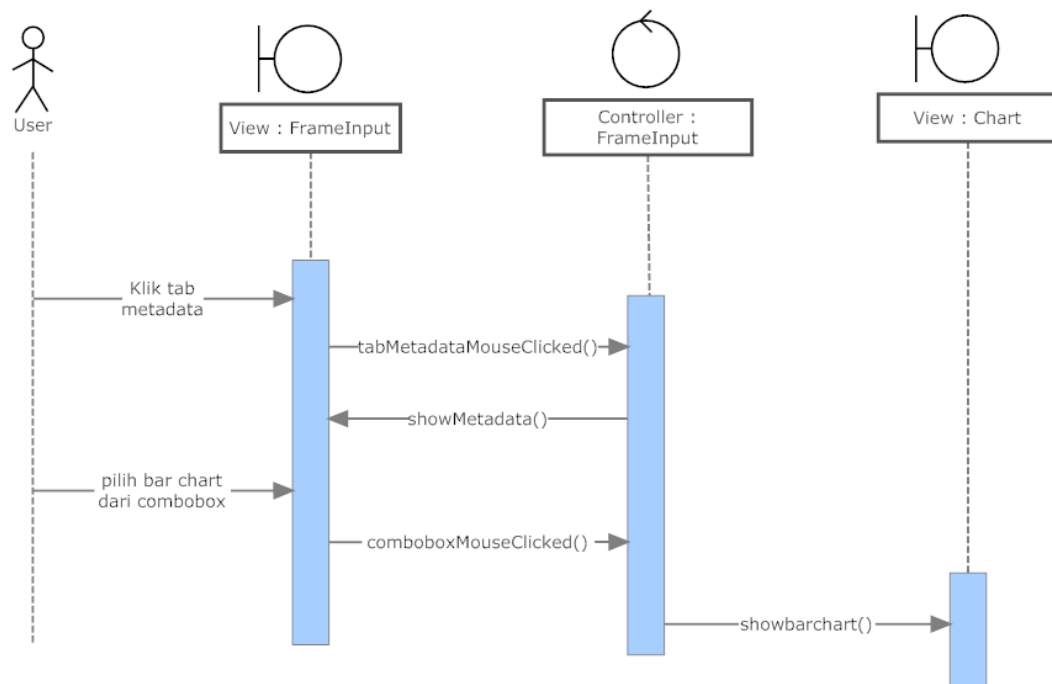 User
View : FrameInput
Controller :
FrameInput
View : Chart
Klik tab
metadata
tabMetadataMouseClicked()
showMetadata()
pilih bar chart
dari combobox
comboboxMouseClicked()
showbarchart()